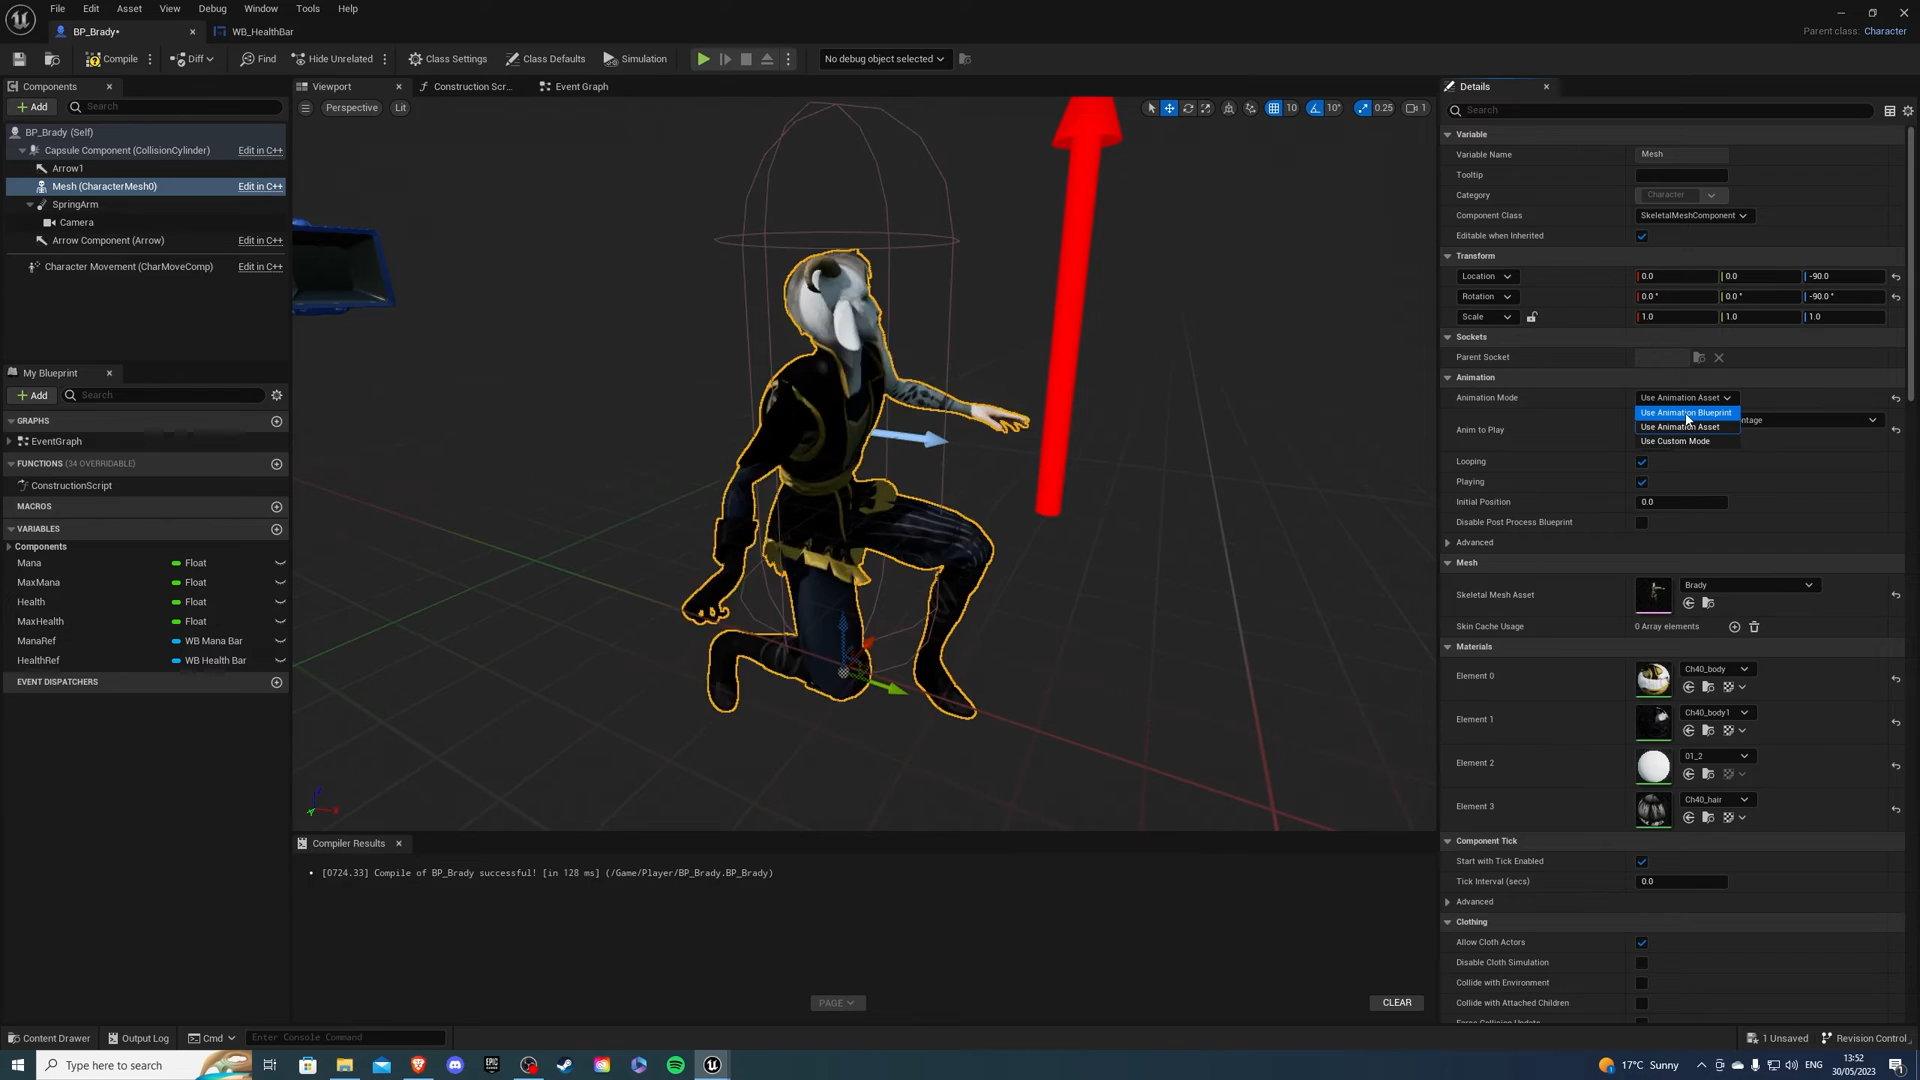 File Edit Asset View Debug Window Tools Help
BP_Brady•
WB_HealthBar
Parent class: Character
Compile
Diff
Find
Hide Unrelated
Class Settings
Class Defaults
Simulation
No debug object selected
Components
Add
Search
BP_Brady (Self)
Capsule Component (CollisionCylinder) Edit in C++
Arrow1
Mesh (CharacterMesh0) Edit in C++
SpringArm
Camera
Arrow Component (Arrow) Edit in C++
Character Movement (CharMoveComp) Edit in C++
My Blueprint
Add
Search
GRAPHS
EventGraph
FUNCTIONS (34 OVERRIDABLE)
ConstructionScript
MACROS
VARIABLES
Components
Mana Float
MaxMana Float
Health Float
MaxHealth Float
ManaRef WB Mana Bar
HealthRef WB Health Bar
EVENT DISPATCHERS
Viewport
Construction Scr...
Event Graph
Perspective
Lit
10
10°
0.25
1
Compiler Results
[0724.33] Compile of BP_Brady successful! [in 128 ms] (/Game/Player/BP_Brady.BP_Brady)
PAGE
CLEAR
Details
Search
Variable
Variable Name Mesh
Tooltip
Category Character
Component Class SkeletalMeshComponent
Editable when Inherited
Transform
Location 0.0 0.0 -90.0
Rotation 0.0 ° 0.0 ° -90.0 °
Scale 1.0 1.0 1.0
Sockets
Parent Socket
Animation
Animation Mode Use Animation Asset
Use Animation Blueprint
Use Animation Asset
Use Custom Mode
Anim to Play
Looping
Playing
Initial Position 0.0
Disable Post Process Blueprint
Advanced
Mesh
Skeletal Mesh Asset Brady
Skin Cache Usage 0 Array elements
Materials
Element 0 Ch40_body
Element 1 Ch40_body1
Element 2 01_2
Element 3 Ch40_hair
Component Tick
Start with Tick Enabled
Tick Interval (secs) 0.0
Advanced
Clothing
Allow Cloth Actors
Disable Cloth Simulation
Collide with Environment
Collide with Attached Children
Content Drawer
Output Log
Cmd
Enter Console Command
1 Unsaved
Revision Control
Type here to search
17°C Sunny
ENG
13:52
30/05/2023